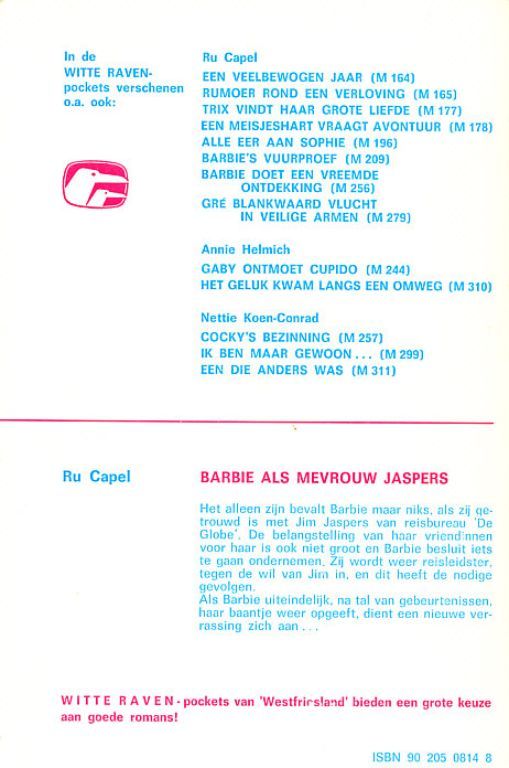 In de
WITTE RAVEN-
pockets verschenen
o.a. ook:
Ru Capel
EEN VEELBEWOGEN JAAR (M 164)
RUMOER ROND EEN VERLOVING (M 165)
TRIX VINDT HAAR GROTE LIEFDE (M 177)
EEN MEISJESHART VRAAGT AVONTUUR (M 178)
ALLE EER AAN SOPHIE (M 196)
BARBIE'S VUURPROEF (M 209)
BARBIE DOET EEN VREEMDE
ONTDEKKING (M 256)
GRÉ BLANKWAARD VLUCHT
IN VEILIGE ARMEN (M 279)
Annie Helmich
GABY ONTMOET CUPIDO (M 244)
HET GELUK KWAM LANGS EEN OMWEG (M 310)
Nettie Koen-Conrad
COCKY'S BEZINNING (M 257)
IK BEN MAAR GEWOON... (M 299)
EEN DIE ANDERS WAS (M 311)
Ru Capel
BARBIE ALS MEVROUW JASPERS
Het alleen zijn bevalt Barbie maar niks, als zij ge-
trouwd is met Jim Jaspers van reisbureau 'De
Globe'. De belangstelling van haar vriendinnen
voor haar is ook niet groot en Barbie besluit iets
te gaan ondernemen. Zij wordt weer reisleidster,
tegen de wil van Jim in, en dit heeft de nodige
gevolgen.
Als Barbie uiteindelijk, na tal van gebeurtenissen,
haar baantje weer opgeeft, dient een nieuwe ver-
rassing zich aan...
WITTE RAVEN-pockets van 'Westfriesland' bieden een grote keuze
aan goede romans!
ISBN 90 205 0814 8